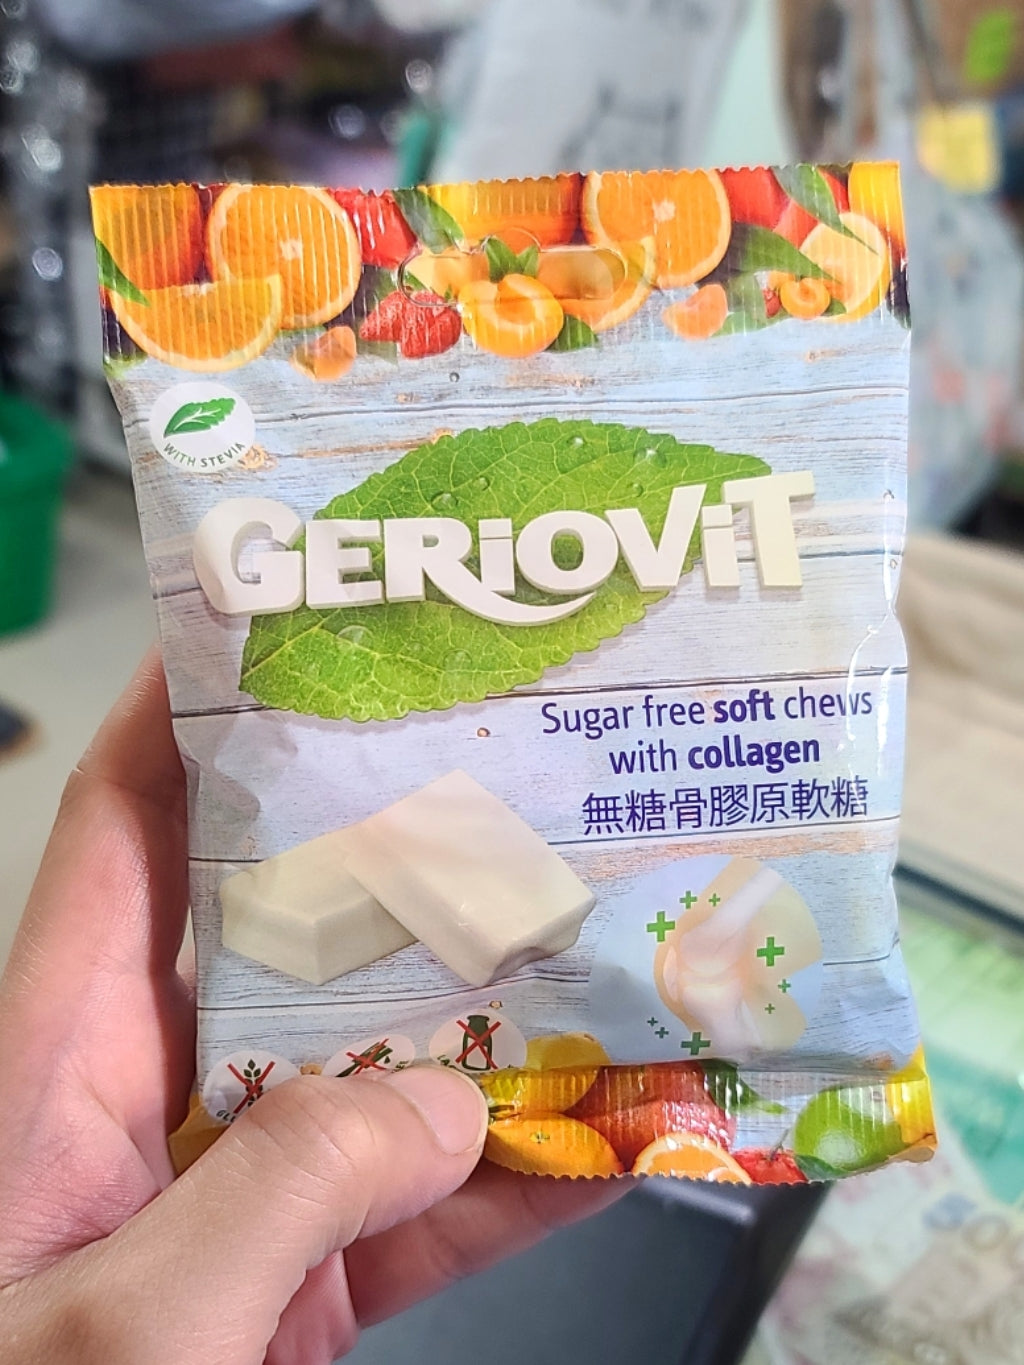 WITH STEVIA
GERiOViT
Sugar free soft chews
with collagen
無糖骨膠原軟糖